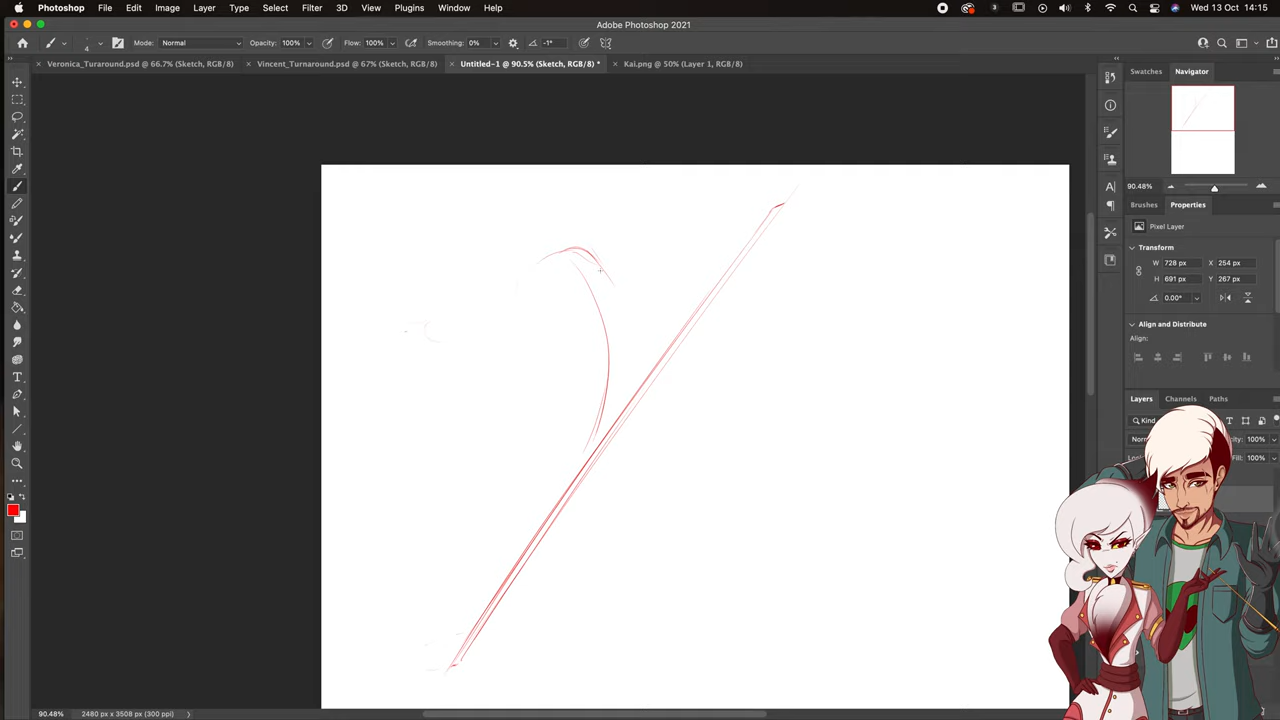 Photoshop File Edit Image Layer Type Select Filter 3D View Plugins Window Help Wed 13 Oct 14:15
Adobe Photoshop 2021
4 Mode: Normal Opacity: 100% Flow: 100% Smoothing: 0% -1°
Veronica_Turaround.psd @ 66.7% (Sketch, RGB/8) Vincent_Turnaround.psd @ 67% (Sketch, RGB/8) Untitled-1 @ 90.5% (Sketch, RGB/8) * Kai.png @ 50% (Layer 1, RGB/8)
Swatches Navigator
90.48%
Brushes Properties
Pixel Layer
Transform
W 728 px X 254 px
H 691 px Y 267 px
0.00°
Align and Distribute
Align:
Layers Channels Paths
Kind
100%
Fill: 100%
90.48% 2480 px x 3508 px (300 ppi)